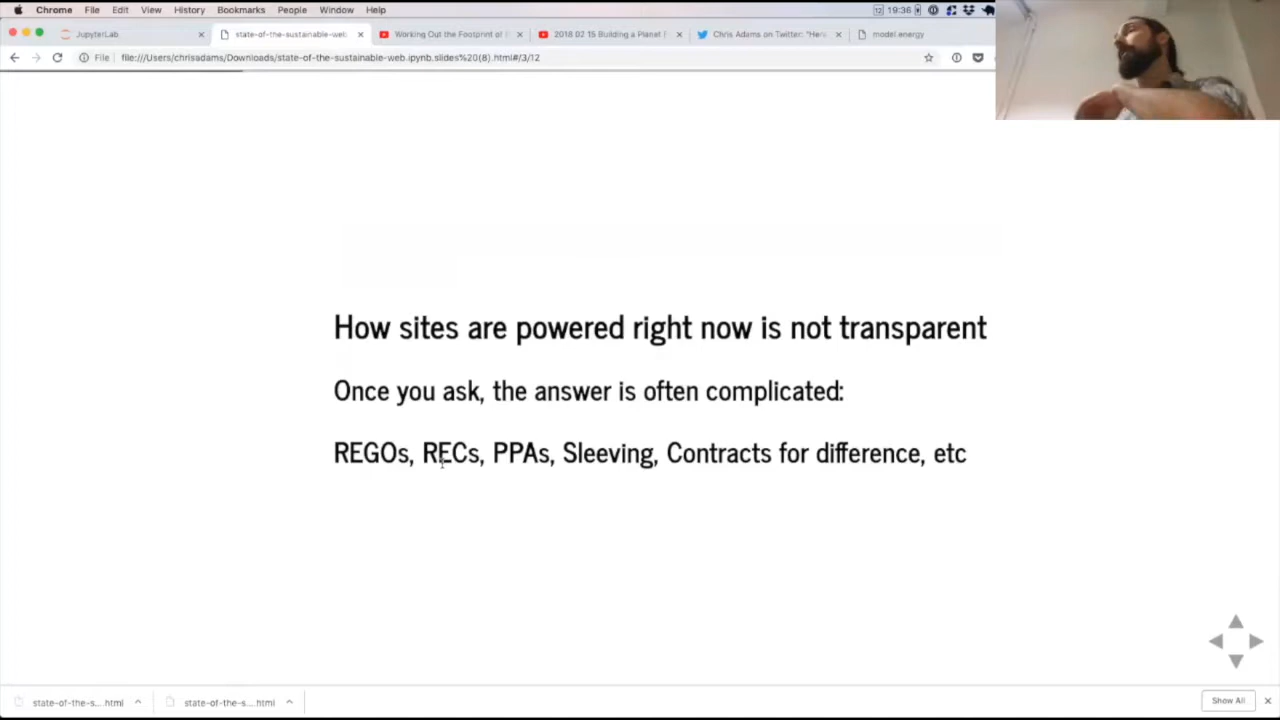 Chrome File Edit View History Bookmarks People Window Help 19:36
JupyterLab state-of-the-sustainable-web: Working Out the Footprint of 2018 02 15 Building a Planet Chris Adams on Twitter: "Here model energy
File file:///Users/chrisadams/Downloads/state-of-the-sustainable-web.ipynb.slides%20(8).html#/3/12
How sites are powered right now is not transparent
Once you ask, the answer is often complicated:
REGOs, RECs, PPAs, Sleeving, Contracts for difference, etc
state-of-the-s....html state-of-the-s....html Show All